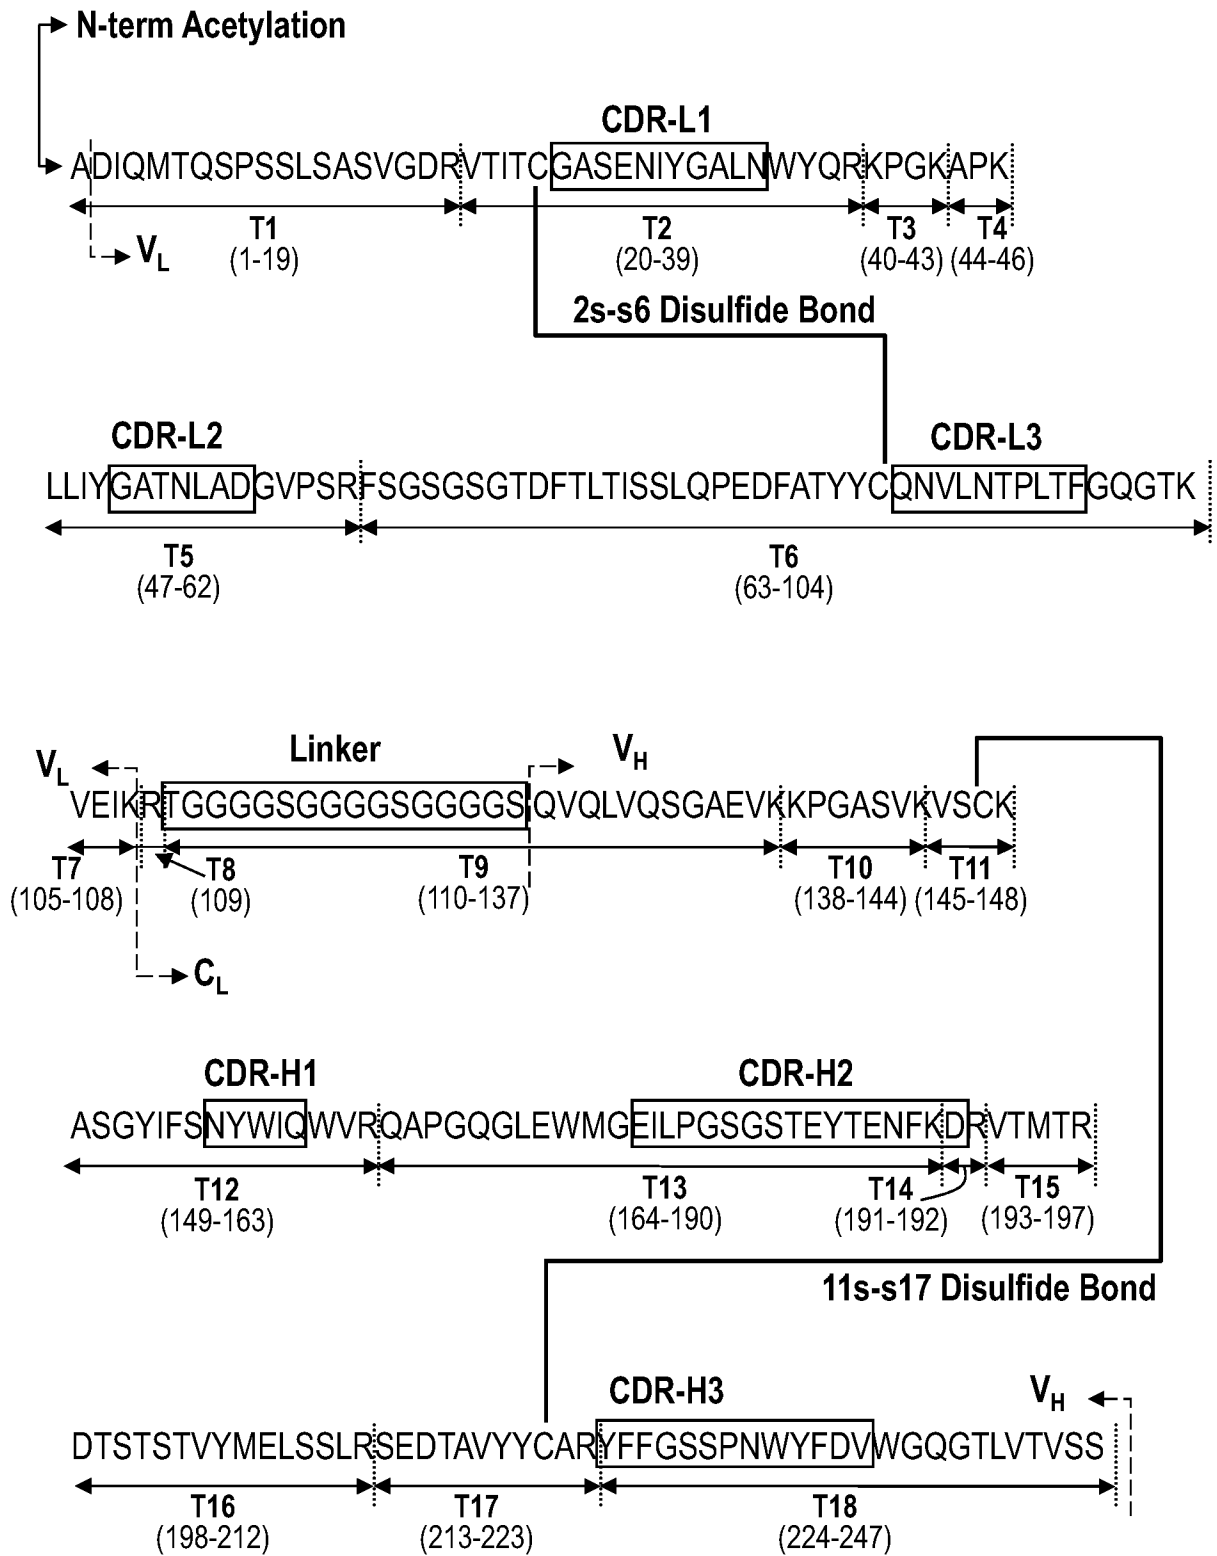 N-term Acetylation
CDR-L1
ADIQMTQSPSSLSASVGDRVTITCGASENIYGALNWYQRKPGKAPK
T1 T2 T3 T4
(1-19) (20-39) (40-43) (44-46)
VL
2s-s6 Disulfide Bond
CDR-L2 CDR-L3
LLIYGATNLADGVPSRFSGSGSGTDFTLTISSLQPEDFATYYCQNVLNTPLTFGQGTK
T5 T6
(47-62) (63-104)
VL Linker VH
VEIKRTGGGGSGGGGSGGGGSQVQLVQSGAEVKKPGASVKVSCK
T7 T8 T9 T10 T11
(105-108) (109) (110-137) (138-144) (145-148)
CL
CDR-H1 CDR-H2
ASGYIFSNYWIQWVRQAPGQGLEWMGEILPGSGSTEYTENFKDRVTMTR
T12 T13 T14 T15
(149-163) (164-190) (191-192) (193-197)
11s-s17 Disulfide Bond
CDR-H3 VH
DTSTSTVYMELSSLRSEDTAVYYCARYFFGSSPNWYFDVWGQGTLVTVSS
T16 T17 T18
(198-212) (213-223) (224-247)